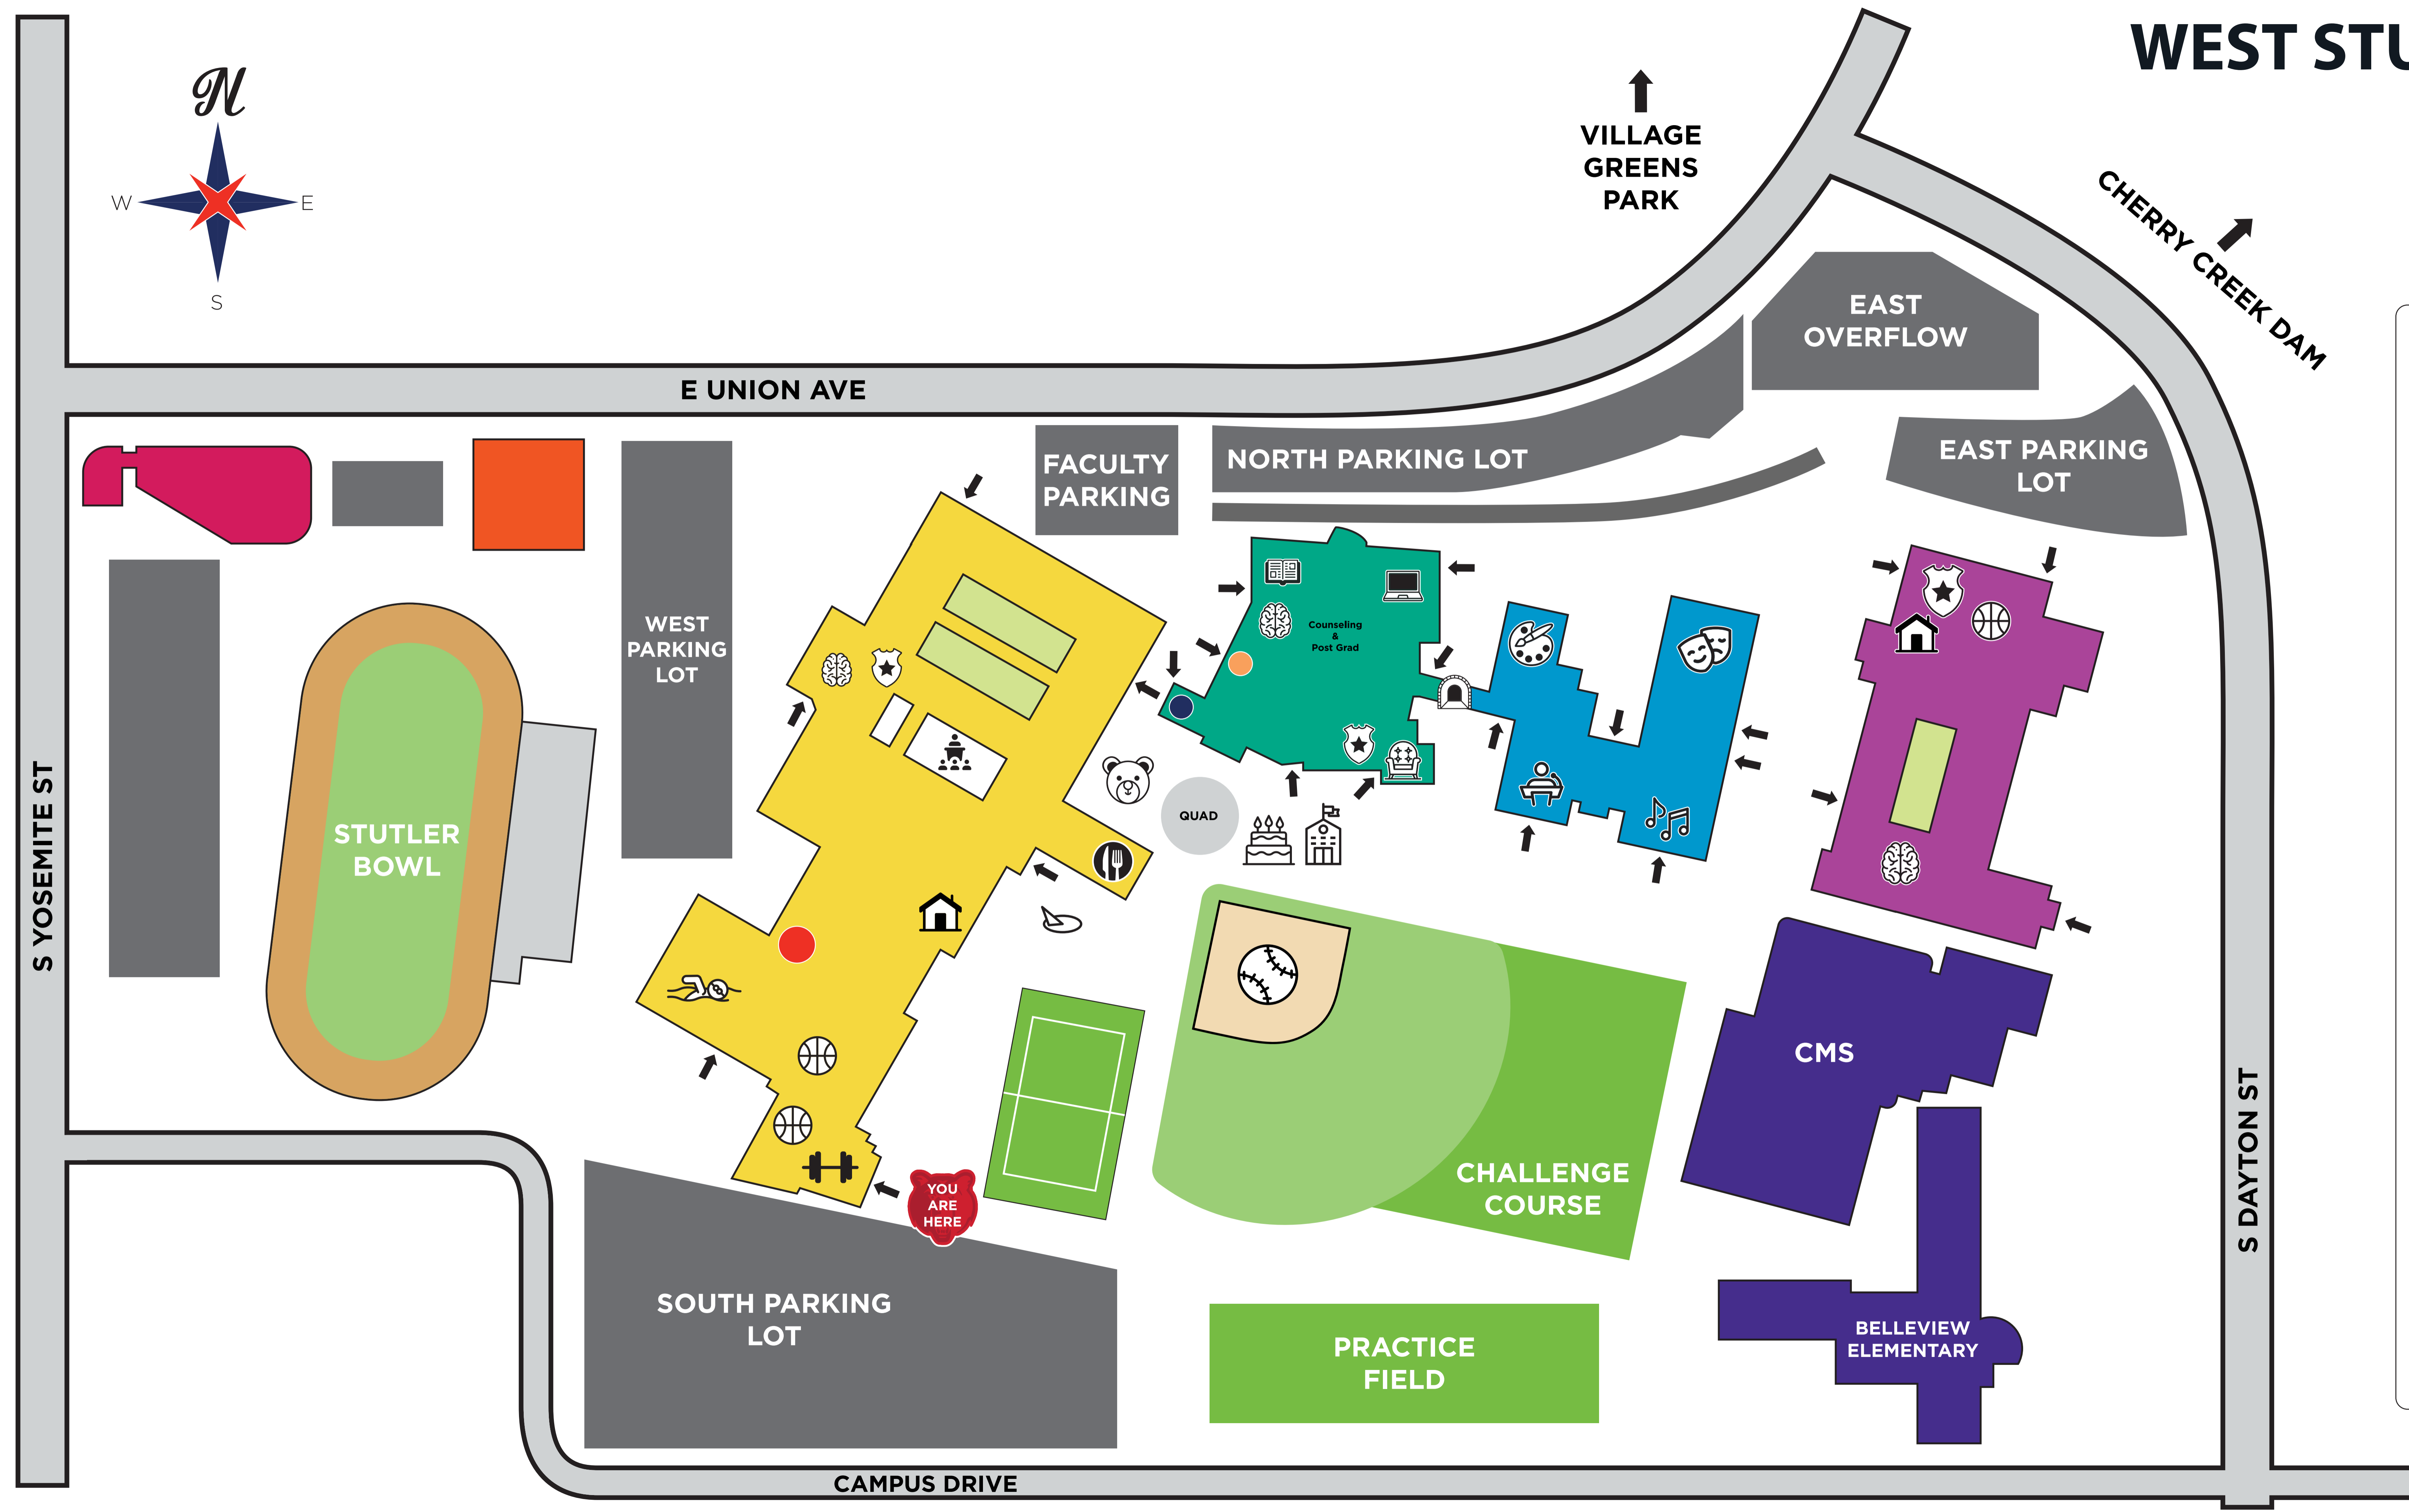 WEST STU
N
W
E
S
VILLAGE
GREENS
PARK
CHERRY CREEK DAM
E UNION AVE
EAST
OVERFLOW
FACULTY
PARKING
NORTH PARKING LOT
EAST PARKING
LOT
WEST
PARKING
LOT
Counseling
&
Post Grad
STUTLER
BOWL
QUAD
S YOSEMITE ST
CMS
CHALLENGE
COURSE
YOU
ARE
HERE
S DAYTON ST
SOUTH PARKING
LOT
PRACTICE
FIELD
BELLEVIEW
ELEMENTARY
CAMPUS DRIVE